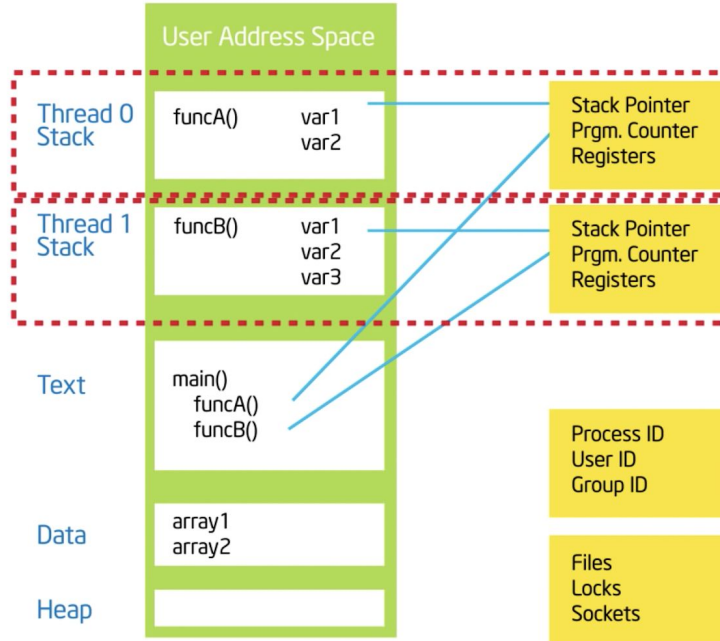 User Address Space
Thread 0
Stack
funcA() var1
var2
Stack Pointer
Prgm. Counter
Registers
Thread 1
Stack
funcB() var1
var2
var3
Stack Pointer
Prgm. Counter
Registers
Text
main()
funcA()
funcB()
Process ID
User ID
Group ID
Data
array1
array2
Files
Locks
Sockets
Heap